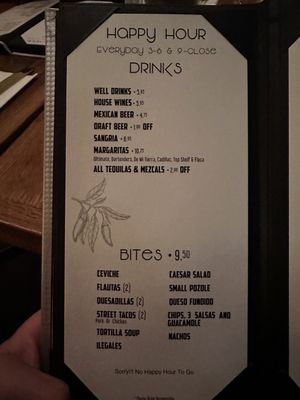 HAPPY HOUR
EVERYDAY 3-6 & 9-CLOSE
DRINKS
WELL DRINKS • 5.95
HOUSE WINES • 5.95
MEXICAN BEER • 4.75
DRAFT BEER • 1.00 OFF
SANGRIA • 8.95
MARGARITAS • 10.75
Ultimate, Bartenders, De Mi Tierra, Cadillac, Top Shelf & Flaca
ALL TEQUILAS & MEZCALS • 2.00 OFF
BITES • 9.50
CEVICHE
FLAUTAS (2)
QUESADILLAS (2)
STREET TACOS (2)
Pork Or Chicken
TORTILLA SOUP
ILEGALES
CAESAR SALAD
SMALL POZOLE
QUESO FUNDIDO
CHIPS, 3 SALSAS AND
GUACAMOLE
NACHOS
Sorry!! No Happy Hour To Go